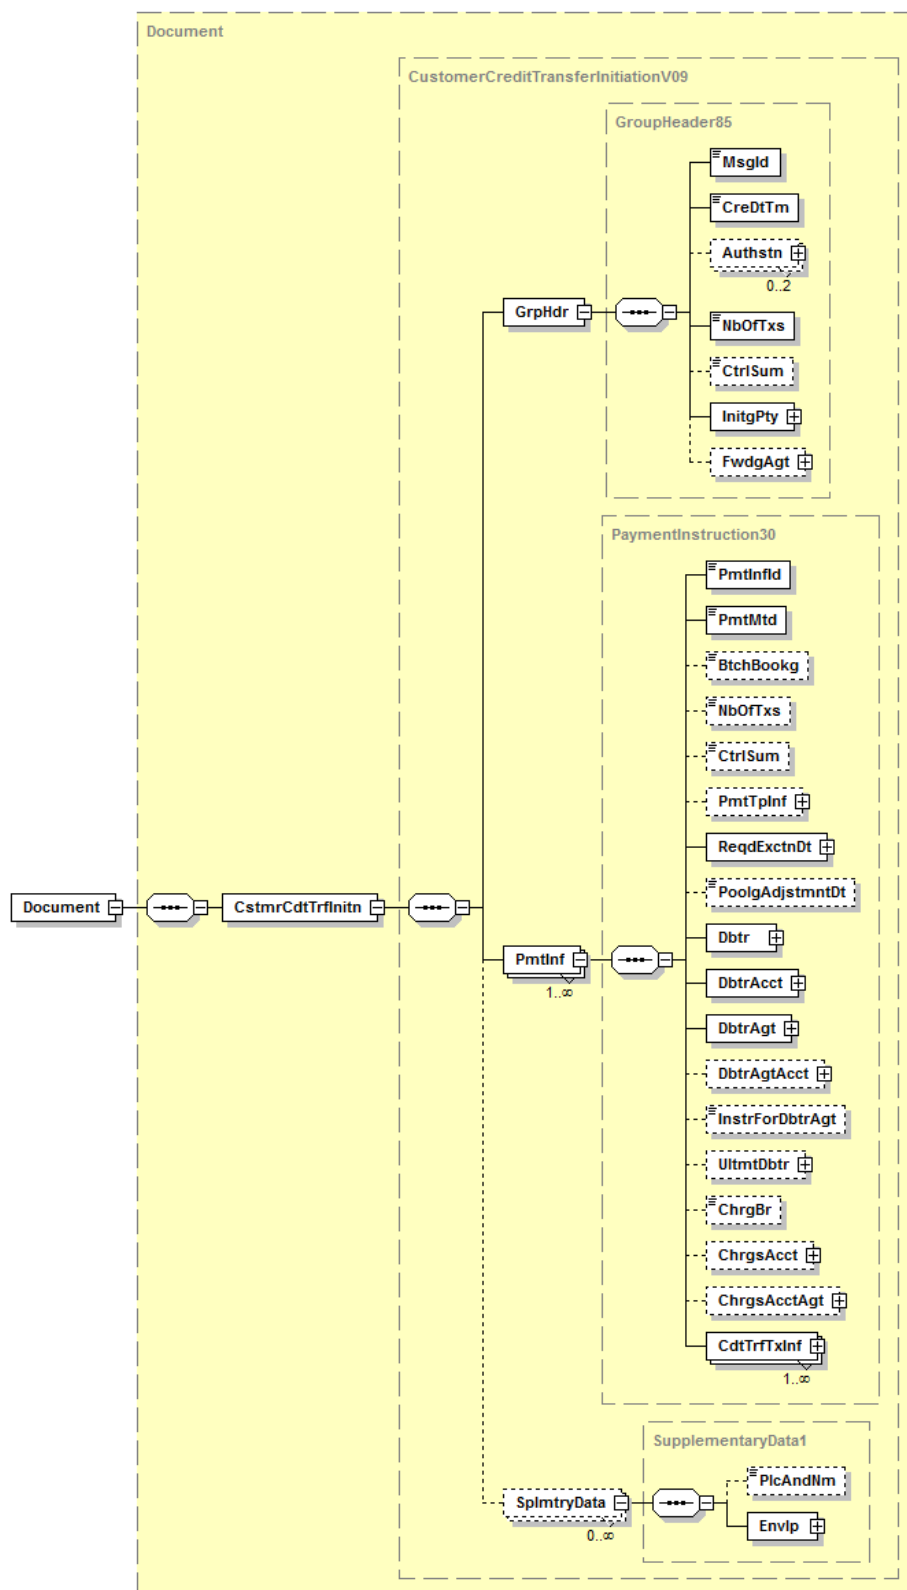 Document
CustomerCreditTransferInitiationV09
GroupHeader85
MsgId
CreDtTm
Authstn
0..2
GrpHdr
NbOfTxs
CtrlSum
InitgPty
FwdgAgt
PaymentInstruction30
PmtInfId
PmtMtd
BtchBookg
NbOfTxs
CtrlSum
PmtTpInf
ReqdExctnDt
PoolgAdjstmntDt
Document
CstmrCdtTrfInitn
Dbtr
PmtInf
1..∞
DbtrAcct
DbtrAgt
DbtrAgtAcct
InstrForDbtrAgt
UltmtDbtr
ChrgBr
ChrgsAcct
ChrgsAcctAgt
CdtTrfTxInf
1..∞
SupplementaryData1
PlcAndNm
SplmtryData
0..∞
Envlp